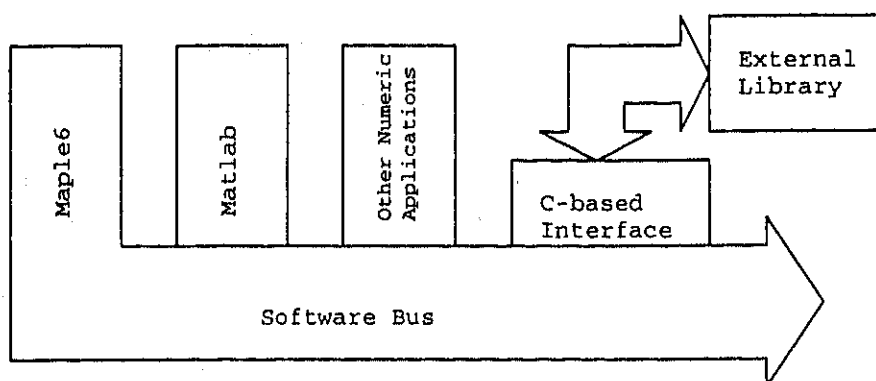 Maple6
Matlab
Other Numeric
Applications
External
Library
C-based
Interface
Software Bus